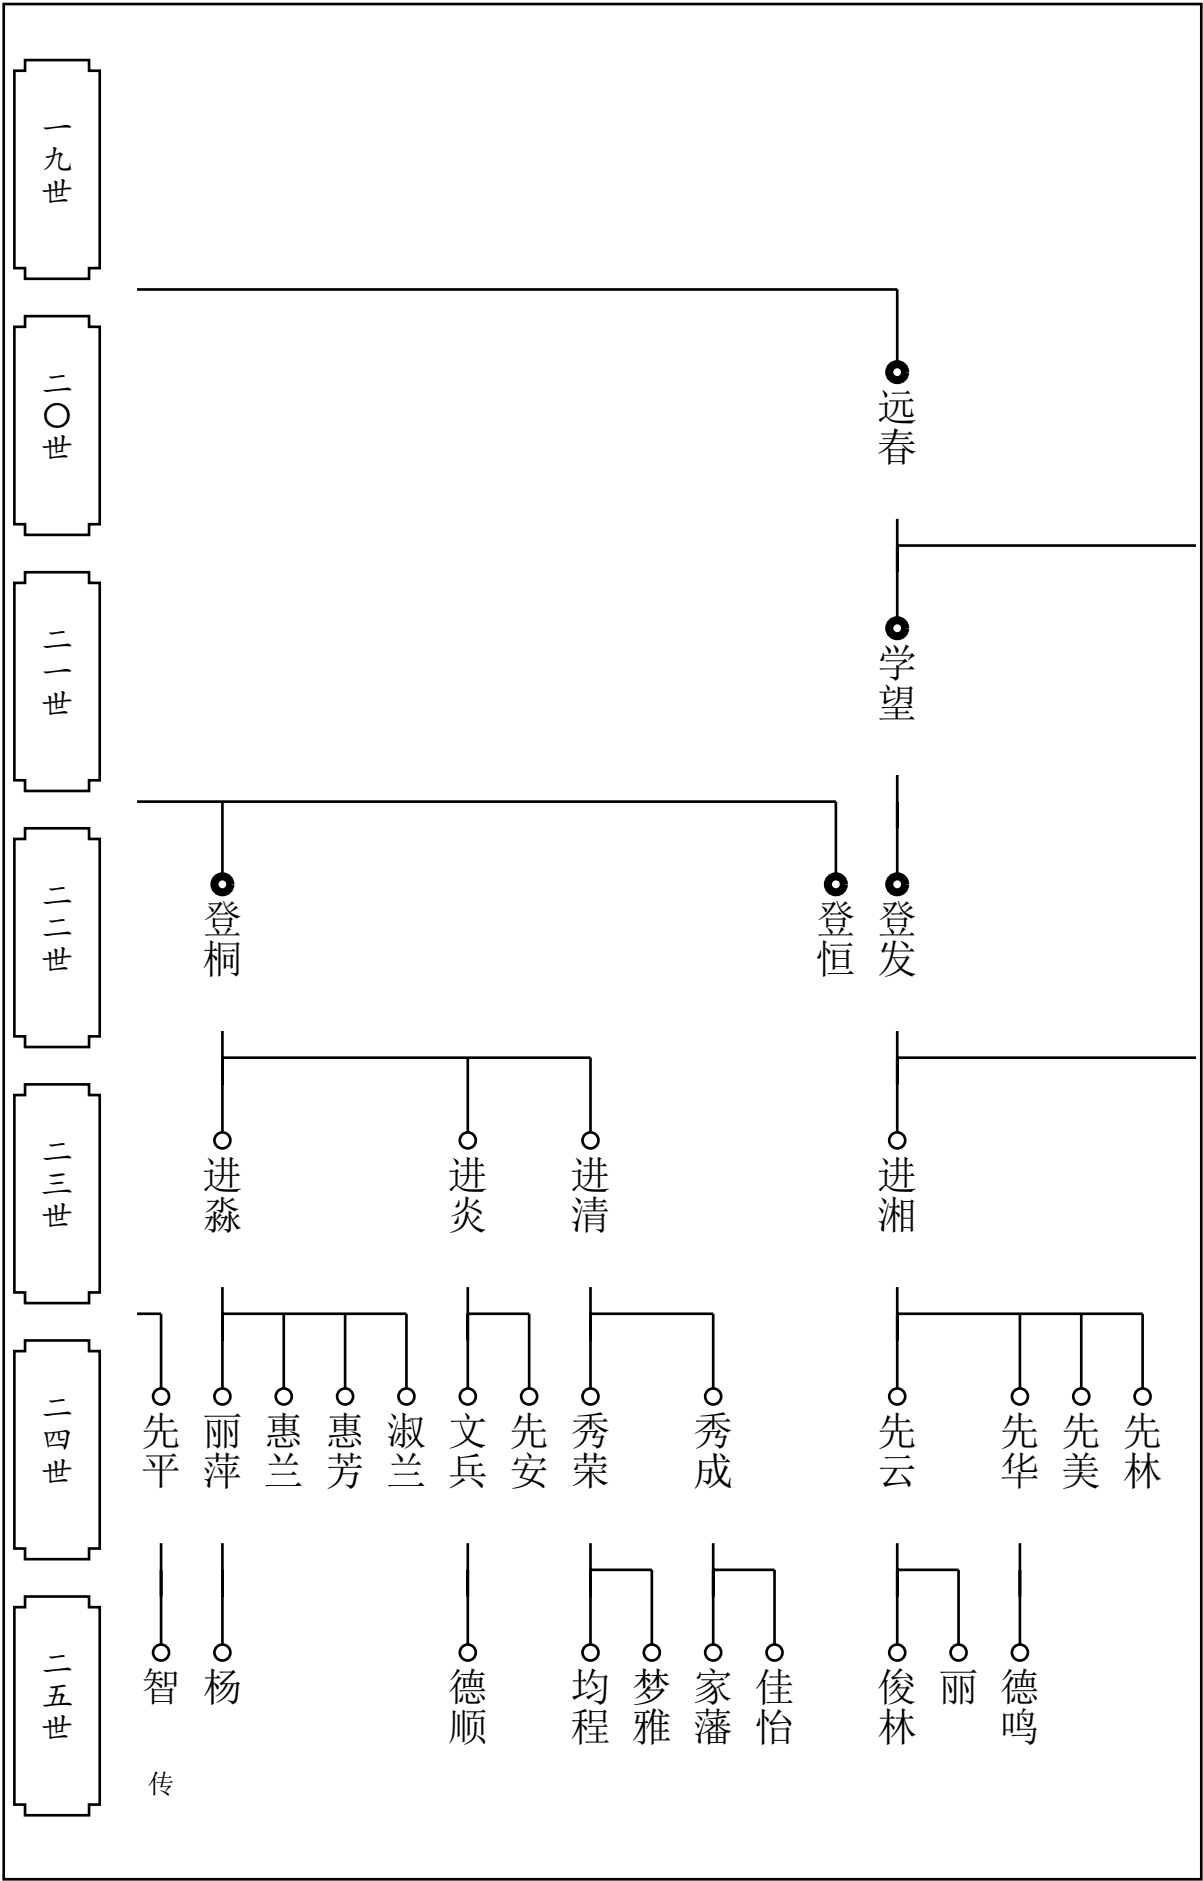 一九世
二〇世
二一世
二二世
二三世
二四世
二五世
远春
学望
登桐
登恒
登发
进淼
进炎
进清
进湘
先平
丽萍
惠兰
惠芳
淑兰
文兵
先安
秀荣
秀成
先云
先华
先美
先林
智
杨
德顺
均程
梦雅
家藩
佳怡
俊林
丽
德鸣
传